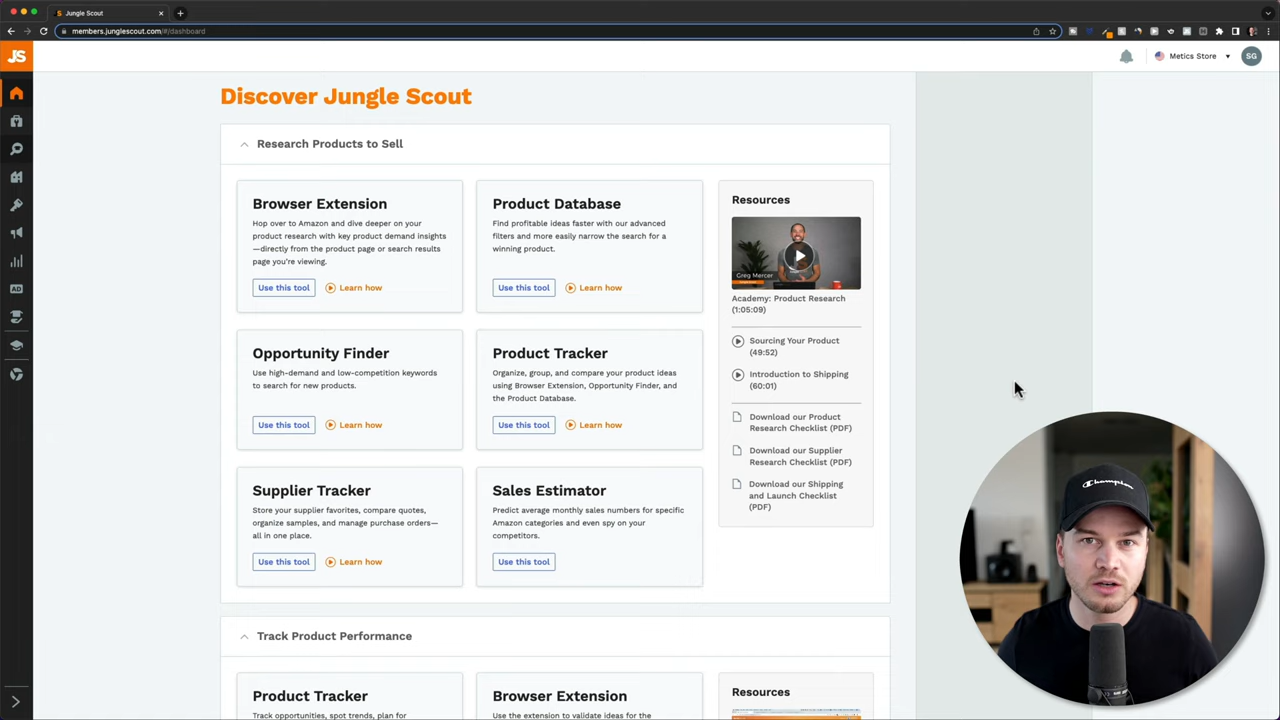 Jungle Scout
members.junglescout.com/#/dashboard
JS
Metics Store
SG
Discover Jungle Scout
Research Products to Sell
Browser Extension
Hop over to Amazon and dive deeper on your
product research with key product demand insights
—directly from the product page or search results
page you're viewing.
Use this tool
Learn how
Product Database
Find profitable ideas faster with our advanced
filters and more easily narrow the search for a
winning product.
Use this tool
Learn how
Opportunity Finder
Use high-demand and low-competition keywords
to search for new products.
Use this tool
Learn how
Product Tracker
Organize, group, and compare your product ideas
using Browser Extension, Opportunity Finder, and
the Product Database.
Use this tool
Learn how
Supplier Tracker
Store your supplier favorites, compare quotes,
organize samples, and manage purchase orders—
all in one place.
Use this tool
Learn how
Sales Estimator
Predict average monthly sales numbers for specific
Amazon categories and even spy on your
competitors.
Use this tool
Resources
Greg Mercer
Academy: Product Research
(1:05:09)
Sourcing Your Product
(49:52)
Introduction to Shipping
(60:01)
Download our Product
Research Checklist (PDF)
Download our Supplier
Research Checklist (PDF)
Download our Shipping
and Launch Checklist
(PDF)
Champion
AD
Track Product Performance
Product Tracker
Track opportunities, spot trends, plan for
Browser Extension
Use the extension to validate ideas for the
Resources